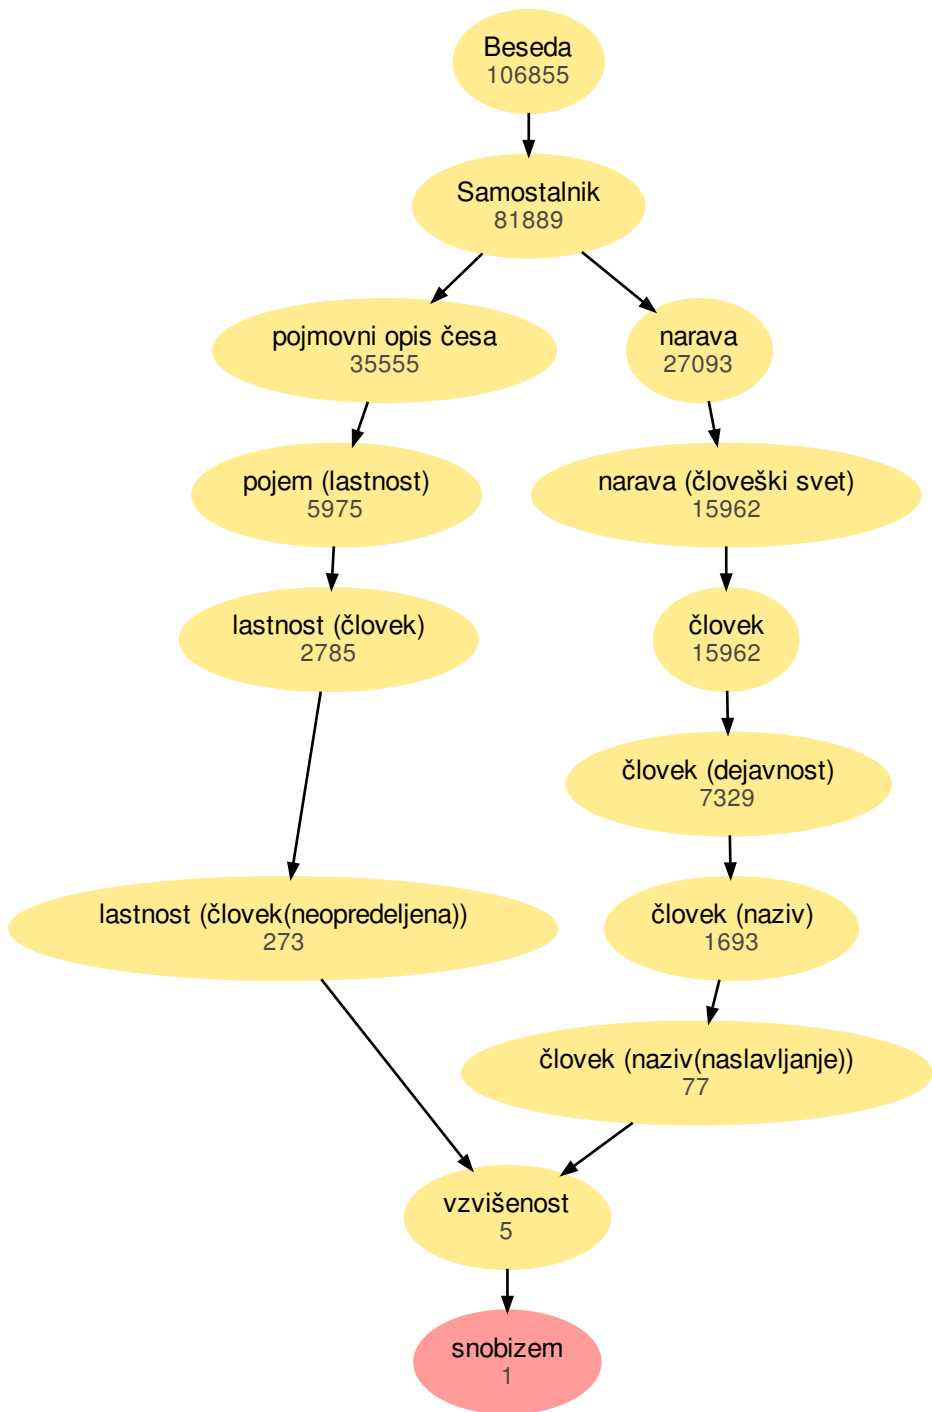 Beseda
106855
Samostalnik
81889
pojmovni opis česa
35555
narava
27093
pojem (lastnost)
5975
narava (človeški svet)
15962
lastnost (človek)
2785
človek
15962
človek (dejavnost)
7329
lastnost (človek(neopredeljena))
273
človek (naziv)
1693
človek (naziv(naslavljanje))
77
vzvišenost
5
snobizem
1